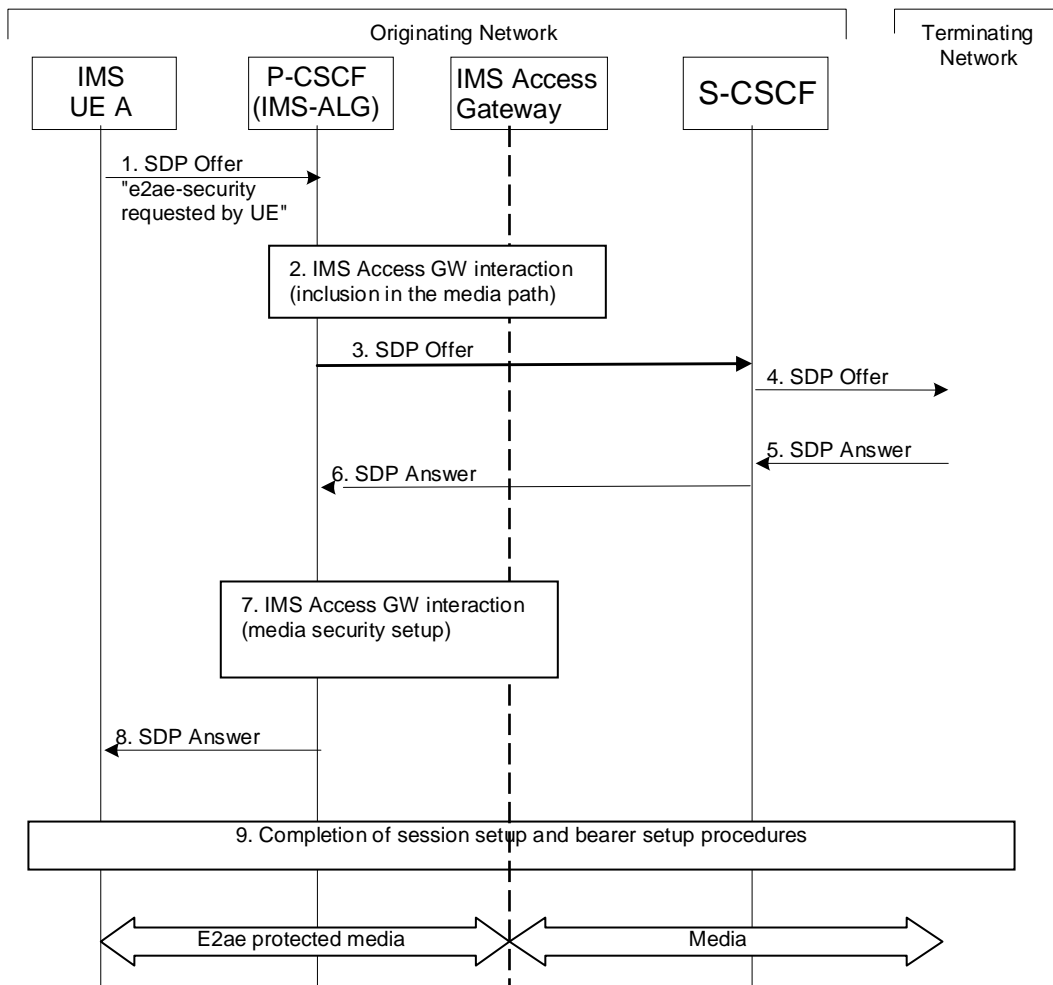 Originating Network
Terminating
Network
IMS
UE A
P-CSCF
(IMS-ALG)
IMS Access
Gateway
S-CSCF
1. SDP Offer
"e2ae-security
requested by UE"
2. IMS Access GW interaction
(inclusion in the media path)
3. SDP Offer
4. SDP Offer
5. SDP Answer
6. SDP Answer
7. IMS Access GW interaction
(media security setup)
8. SDP Answer
9. Completion of session setup and bearer setup procedures
E2ae protected media
Media